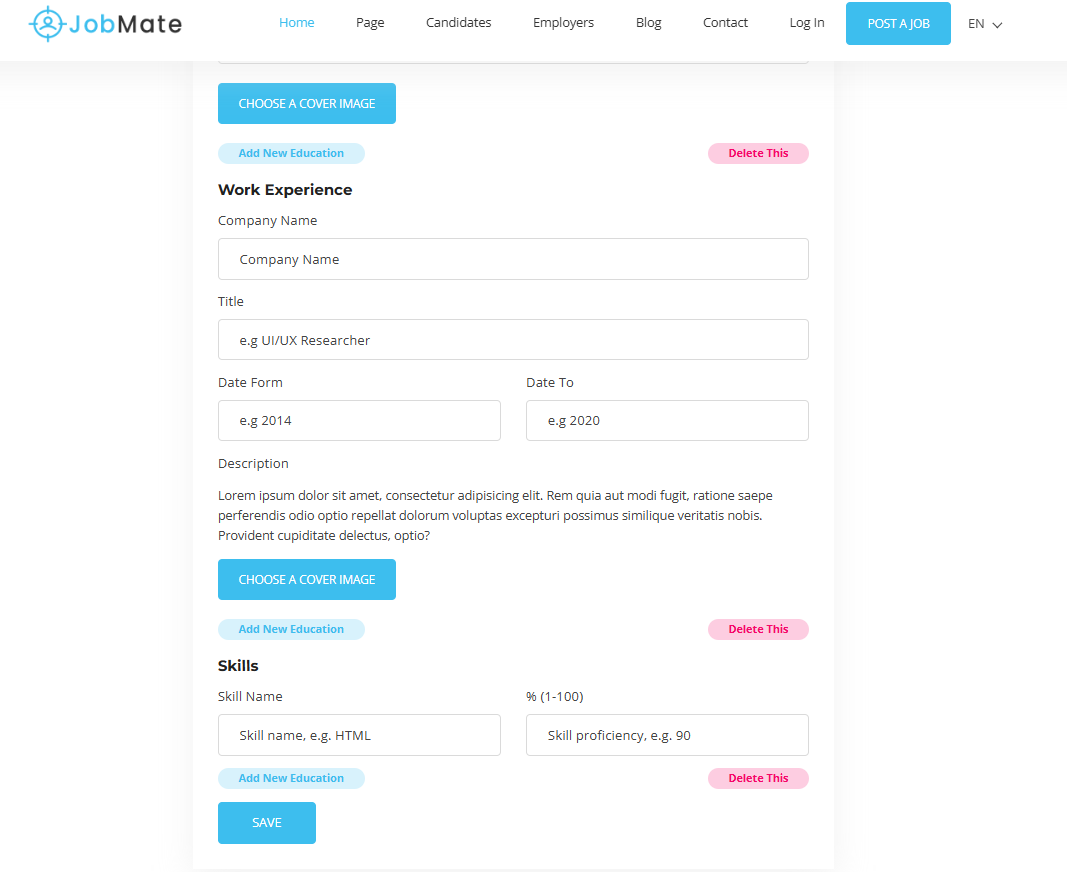 JobMate
Home Page Candidates Employers Blog Contact Log In POST A JOB EN
CHOOSE A COVER IMAGE
Add New Education Delete This
Work Experience
Company Name
Company Name
Title
e.g UI/UX Researcher
Date Form Date To
e.g 2014 e.g 2020
Description
Lorem ipsum dolor sit amet, consectetur adipisicing elit. Rem quia aut modi fugit, ratione saepe
perferendis odio optio repellat dolorum voluptas excepturi possimus similique veritatis nobis.
Provident cupiditate delectus, optio?
CHOOSE A COVER IMAGE
Add New Education Delete This
Skills
Skill Name % (1-100)
Skill name, e.g. HTML Skill proficiency, e.g. 90
Add New Education Delete This
SAVE